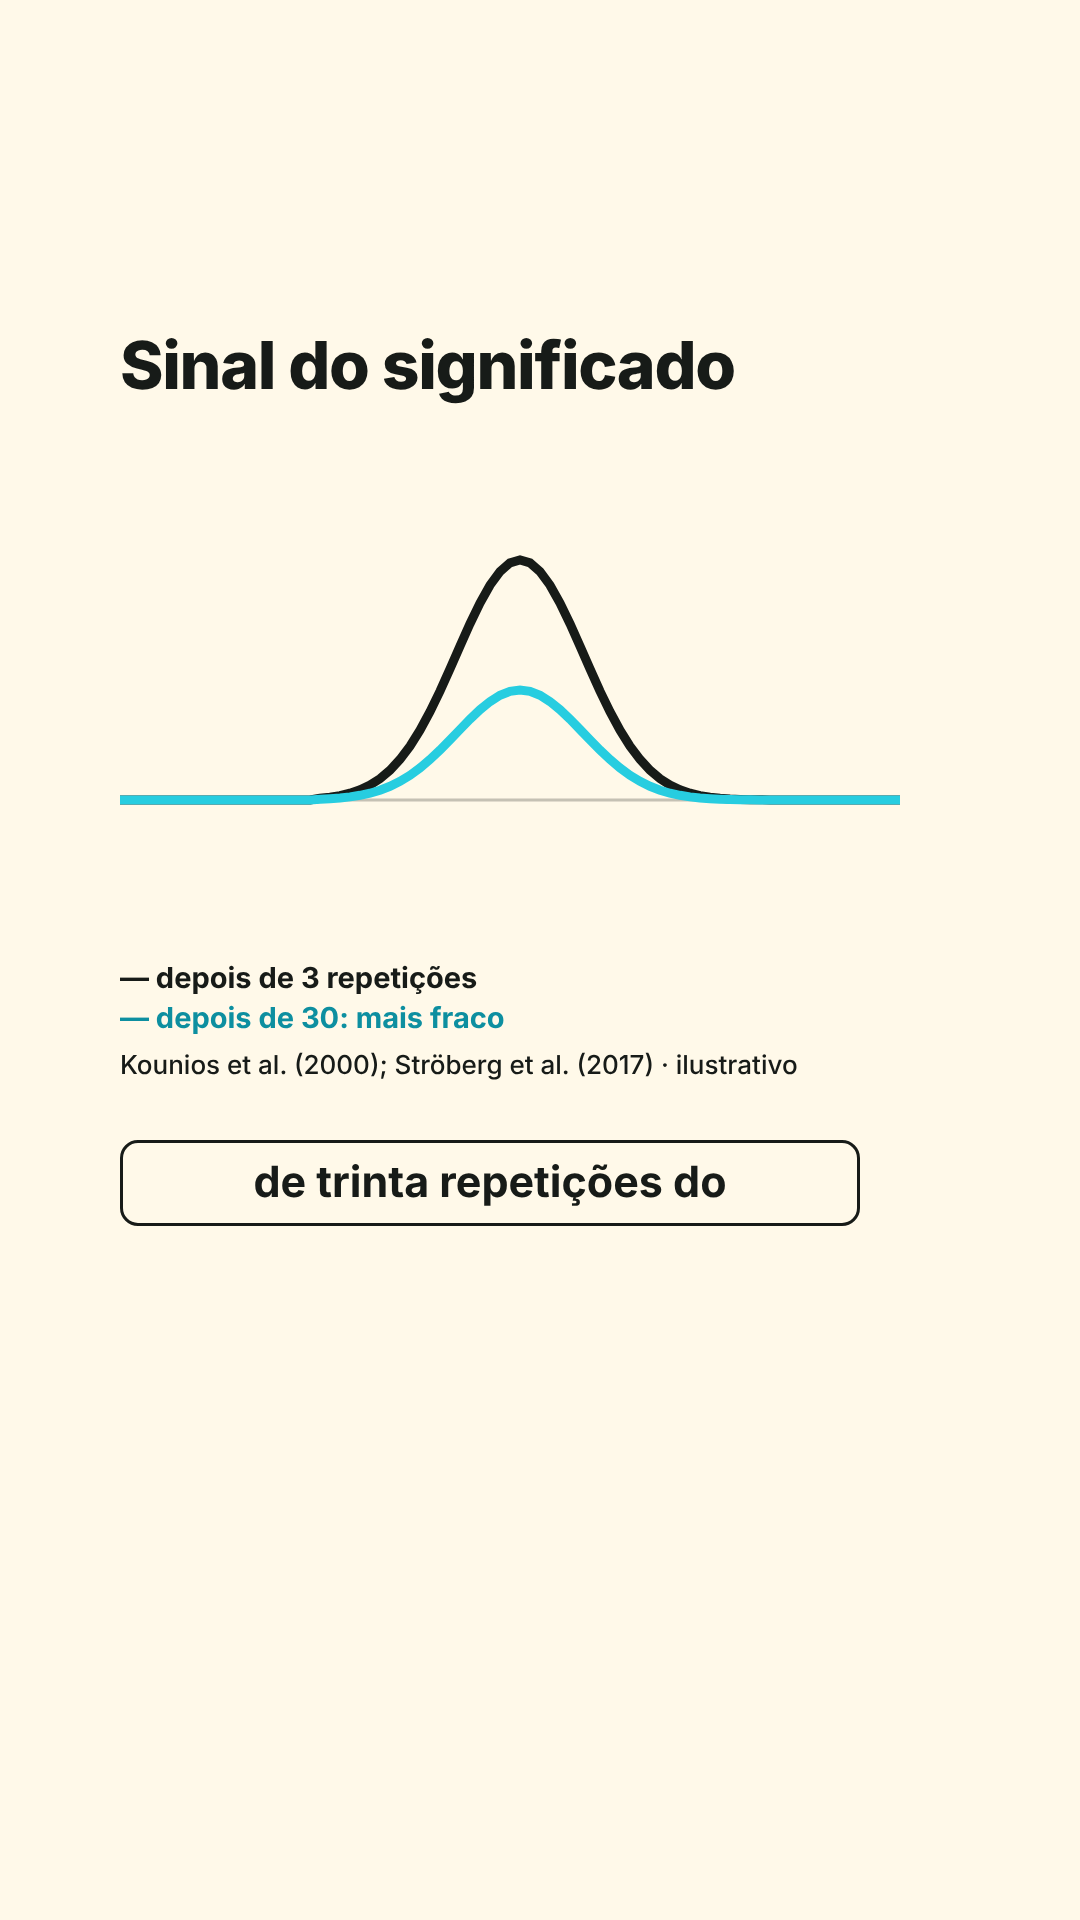 Sinal do significado
— depois de 3 repetições
— depois de 30: mais fraco
Kounios et al. (2000); Ströberg et al. (2017) · ilustrativo
de trinta repetições do